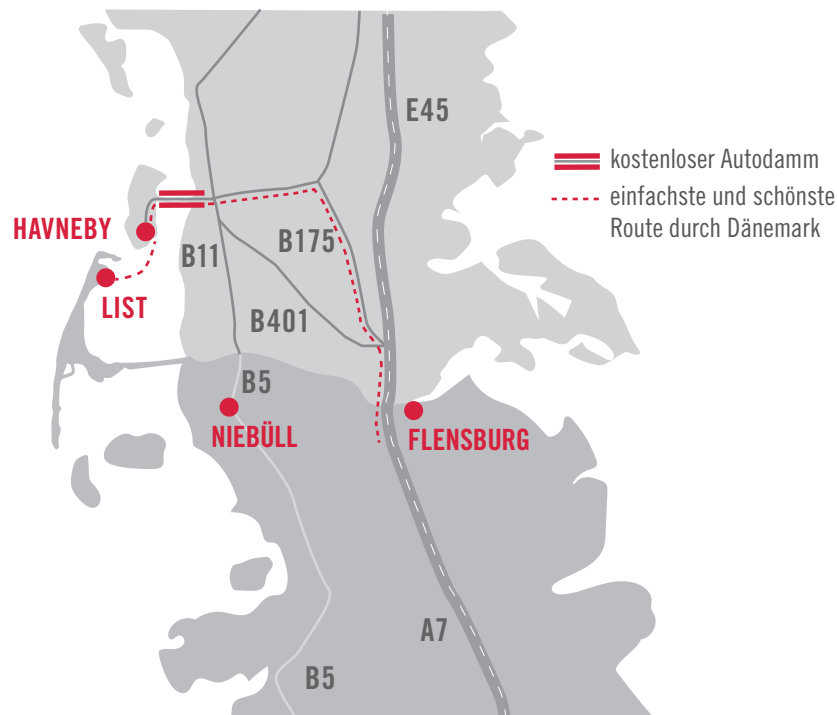 E45
kostenloser Autodamm
einfachste und schönste
Route durch Dänemark
HAVNEBY
B11
B175
LIST
B401
B5
NIEBÜLL
FLENSBURG
A7
B5